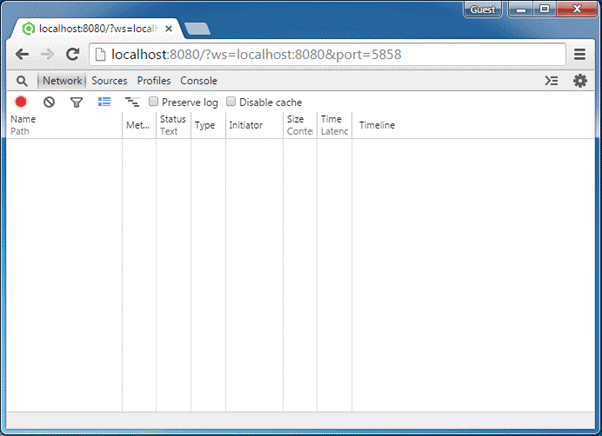 Guest
localhost:8080/?ws=local
localhost:8080/?ws=localhost:8080&port=5858
Network Sources Profiles Console
Preserve log Disable cache
Name Met... Status Type Initiator Size Time Timeline
Path Text Conte Latenc